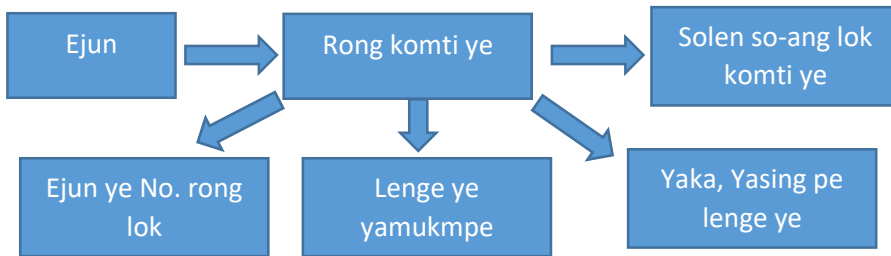 Ejun
Rong komti ye
Solen so-ang lok
komti ye
Ejun ye No. rong
lok
Lenge ye
yamukmpe
Yaka, Yasing pe
lenge ye